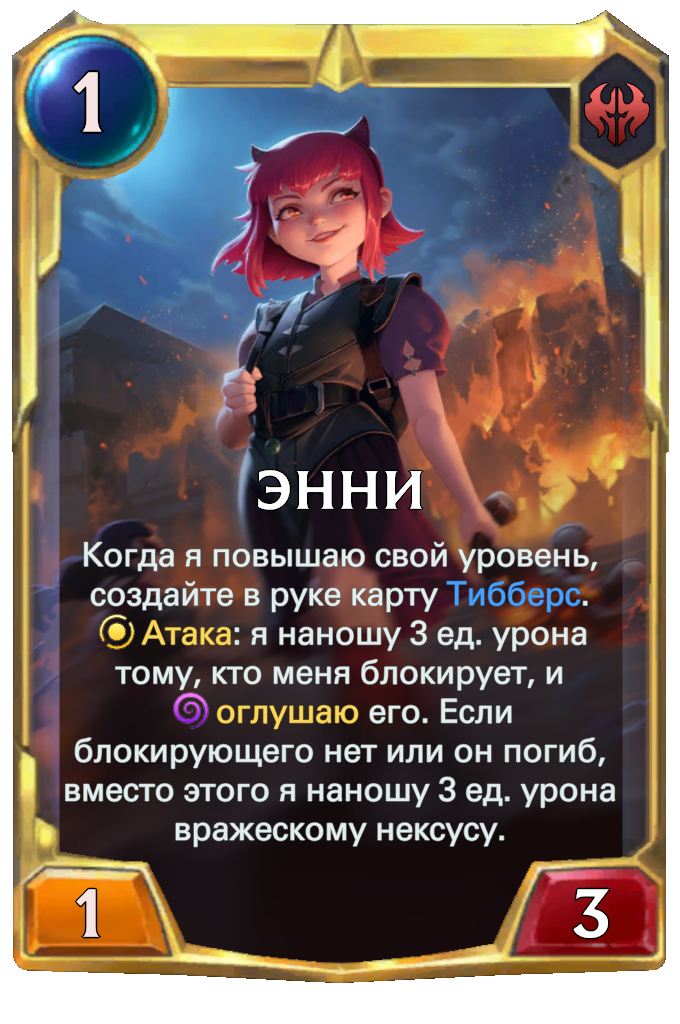 1
ЭННИ
Когда я повышаю свой уровень,
создайте в руке карту Тибберс.
Атака: я наношу 3 ед. урона
тому, кто меня блокирует, и
оглушаю его. Если
блокирующего нет или он погиб,
вместо этого я наношу 3 ед. урона
вражескому нексусу.
1
3